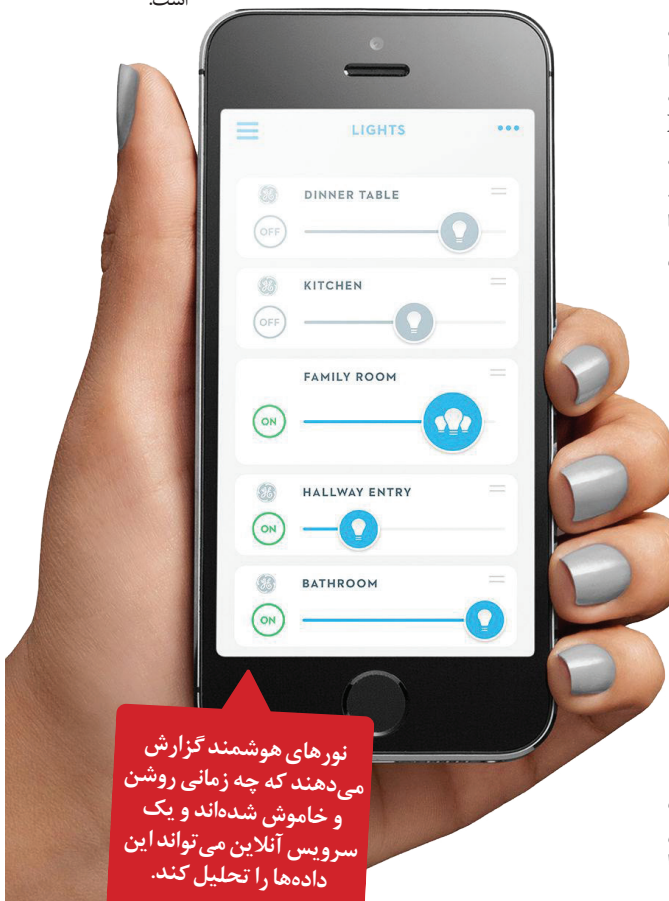 است.
LIGHTS
DINNER TABLE
OFF
KITCHEN
OFF
FAMILY ROOM
ON
HALLWAY ENTRY
ON
BATHROOM
ON
نورهای هوشمند گزارش
می‌دهند که چه زمانی روشن
و خاموش شده‌اند و یک
سرویس آنلاین می‌تواند این
داده‌ها را تحلیل کند.